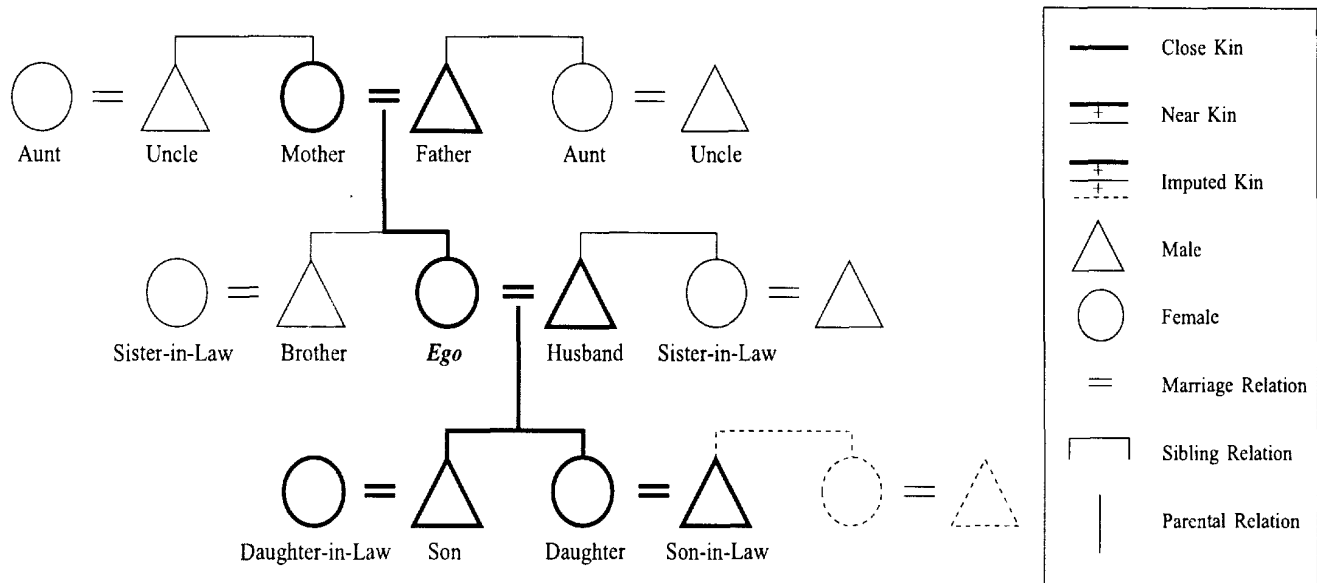 Aunt Uncle Mother Father Aunt Uncle
Sister-in-Law Brother Ego Husband Sister-in-Law
Daughter-in-Law Son Daughter Son-in-Law
Close Kin
Near Kin
Imputed Kin
Male
Female
Marriage Relation
Sibling Relation
Parental Relation